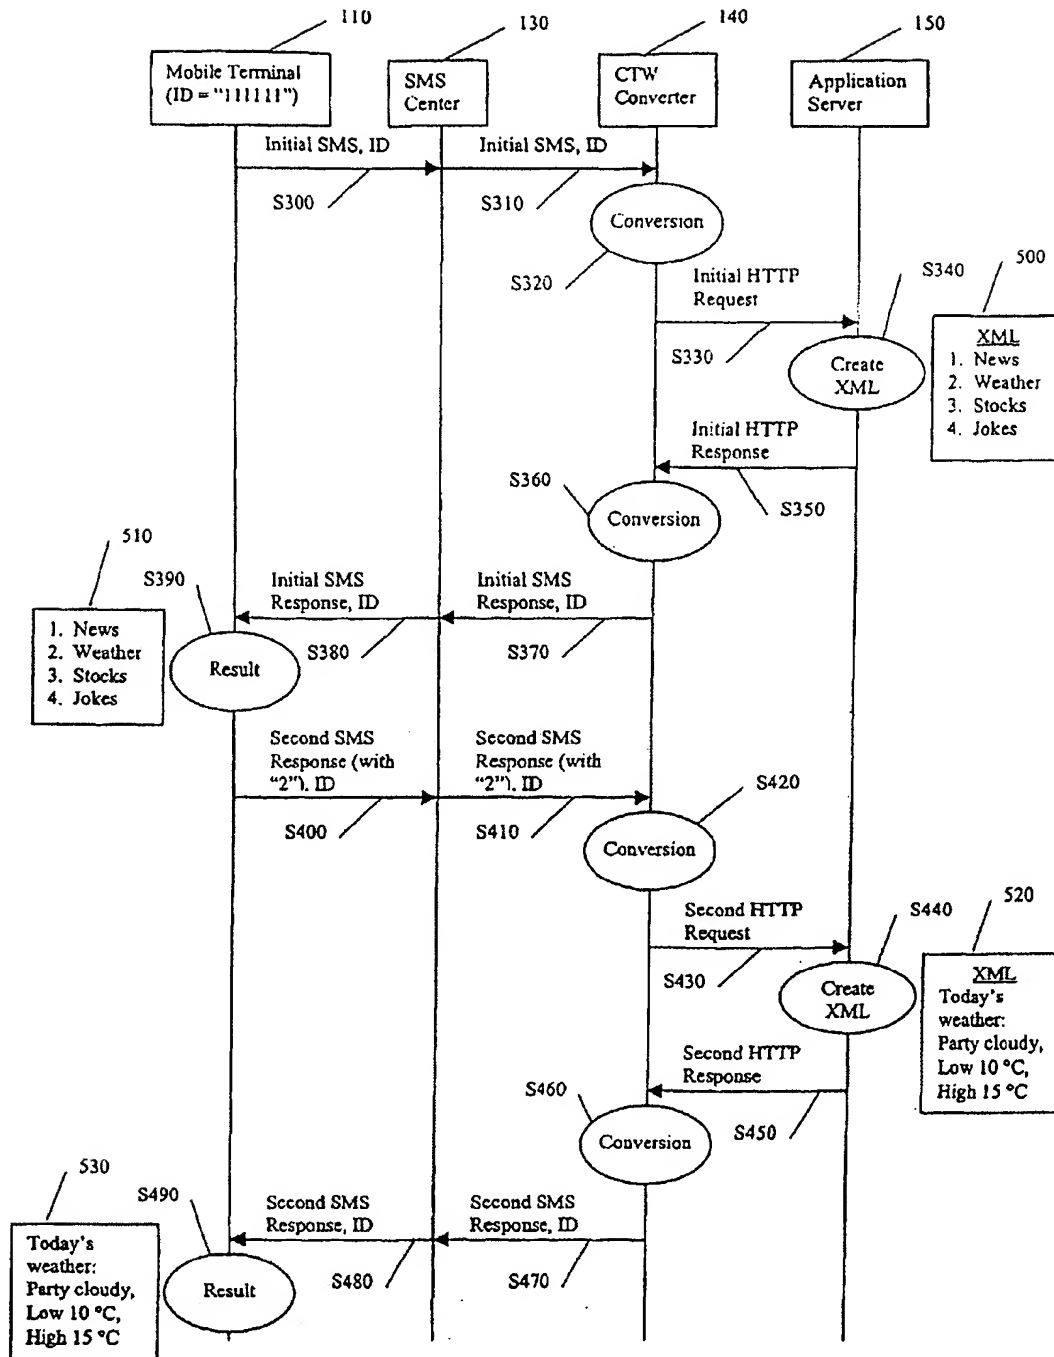 110
130
140
150
Mobile Terminal
(ID = "111111")
SMS
Center
CTW
Converter
Application
Server
Initial SMS, ID
Initial SMS, ID
S300
S310
Conversion
S320
Initial HTTP
Request
S330
S340
500
Create
XML
XML
1. News
2. Weather
3. Stocks
4. Jokes
Initial HTTP
Response
S350
S360
Conversion
510
S390
Initial SMS
Response, ID
Initial SMS
Response, ID
S380
S370
1. News
2. Weather
3. Stocks
4. Jokes
Result
Second SMS
Response (with
"2"). ID
Second SMS
Response (with
"2"). ID
S400
S410
S420
Conversion
Second HTTP
Request
S430
S440
520
Create
XML
XML
Today's
weather:
Party cloudy,
Low 10 °C,
High 15 °C
Second HTTP
Response
S450
S460
Conversion
530
S490
Second SMS
Response, ID
Second SMS
Response, ID
S480
S470
Today's
weather:
Party cloudy,
Low 10 °C,
High 15 °C
Result